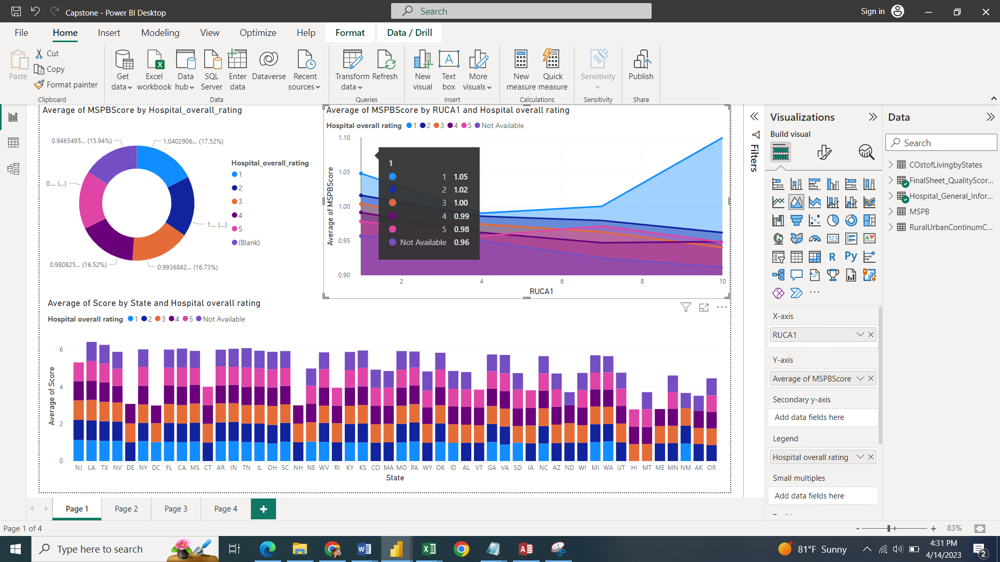 Capstone - Power BI Desktop
Search
Sign in
File Home Insert Modeling View Optimize Help Format Data / Drill
Paste
Cut
Copy
Format painter
Get data
Excel workbook
Data hub
SQL Server
Enter data
Dataverse
Recent sources
Transform data
Refresh
New visual
Text box
More visuals
New measure
Quick measure
Sensitivity
Publish
Clipboard Data Queries Insert Calculations Sensitivity Share
Average of MSPBScore by Hospital_overall_rating
0.9465495... (15.94%)
1.0402906... (17.52%)
0.... (...)
1.... (...)
0.980825... (16.52%)
0.9936842... (16.73%)
Hospital_overall_rating
1
2
3
4
5
(Blank)
Average of MSPBScore by RUCA1 and Hospital overall rating
Hospital overall rating 1 2 3 4 5 Not Available
Average of MSPBScore
1.10
1.05
1.00
0.95
0.90
1
1 1.05
2 1.02
3 1.00
4 0.99
5 0.98
Not Available 0.96
2 4 6 8 10
RUCA1
Average of Score by State and Hospital overall rating
Hospital overall rating 1 2 3 4 5 Not Available
Average of Score
6
4
2
0
NJ LA TX NV DE NY DC FL CA MS CT AR IN TN IL OH SC NH NE WV RI KY KS CO MA MO PA WY OK ID AL VT GA VA SD IA NC AZ ND WI MI WA UT HI MT ME MN NM AK OR
State
Filters
Visualizations
Build visual
123
R
Py
X-axis
RUCA1
Y-axis
Average of MSPBScore
Secondary y-axis
Add data fields here
Legend
Hospital overall rating
Small multiples
Add data fields here
Data
Search
COstofLivingbyStates
FinalSheet_QualityScor...
Hospital_General_Infor...
MSPB
RuralUrbanContinumC...
Page 1 Page 2 Page 3 Page 4 +
Page 1 of 4
- + 83%
Type here to search
81°F Sunny
4:31 PM
4/14/2023
2